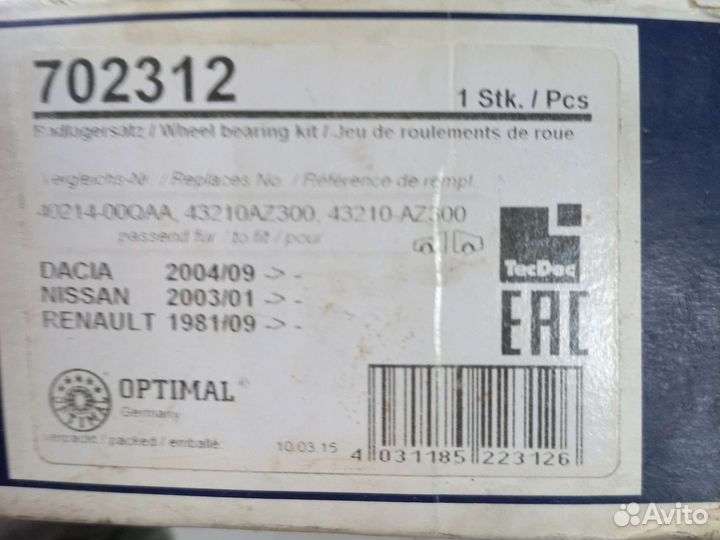 702312
1 Stk. / Pcs
Radlagersatz / Wheel bearing kit / Jeu de roulements de roue
Vergleichs-Nr. / Replaces No. / Référence de rempl.
40214-00QAA, 43210AZ300, 43210-AZ300
passend für / to fit / pour
TecDoc
DACIA 2004/09 -> -
NISSAN 2003/01 -> -
RENAULT 1981/09 -> -
EAC
OPTIMAL®
Germany
verpackt / packed / emballé: 10.03.15
4 031185 223126
Avito